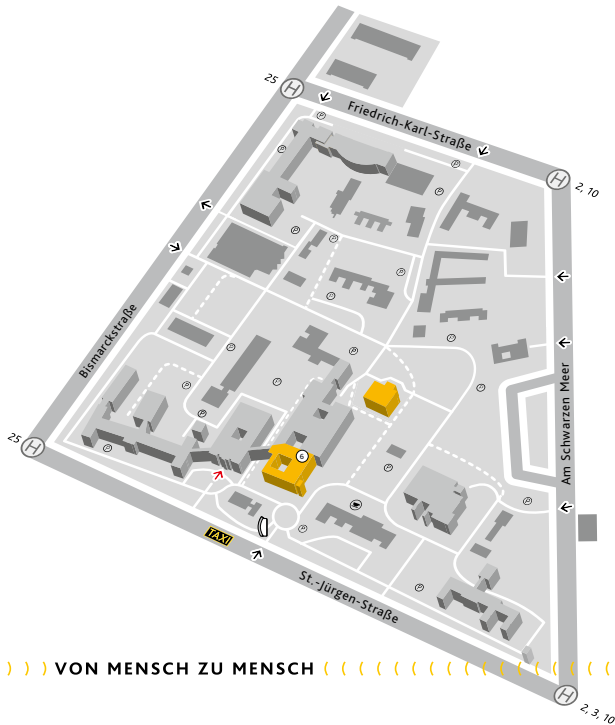 25
H
Friedrich-Karl-Straße
H
2, 10
P
P
P
P
P
P
P
P
P
Bismarckstraße
P
P
P
P
P
P
P
Am Schwarzen Meer
25
H
P
6
P
P
TAXI
P
St.-Jürgen-Straße
P
VON MENSCH ZU MENSCH
H
2, 3, 10